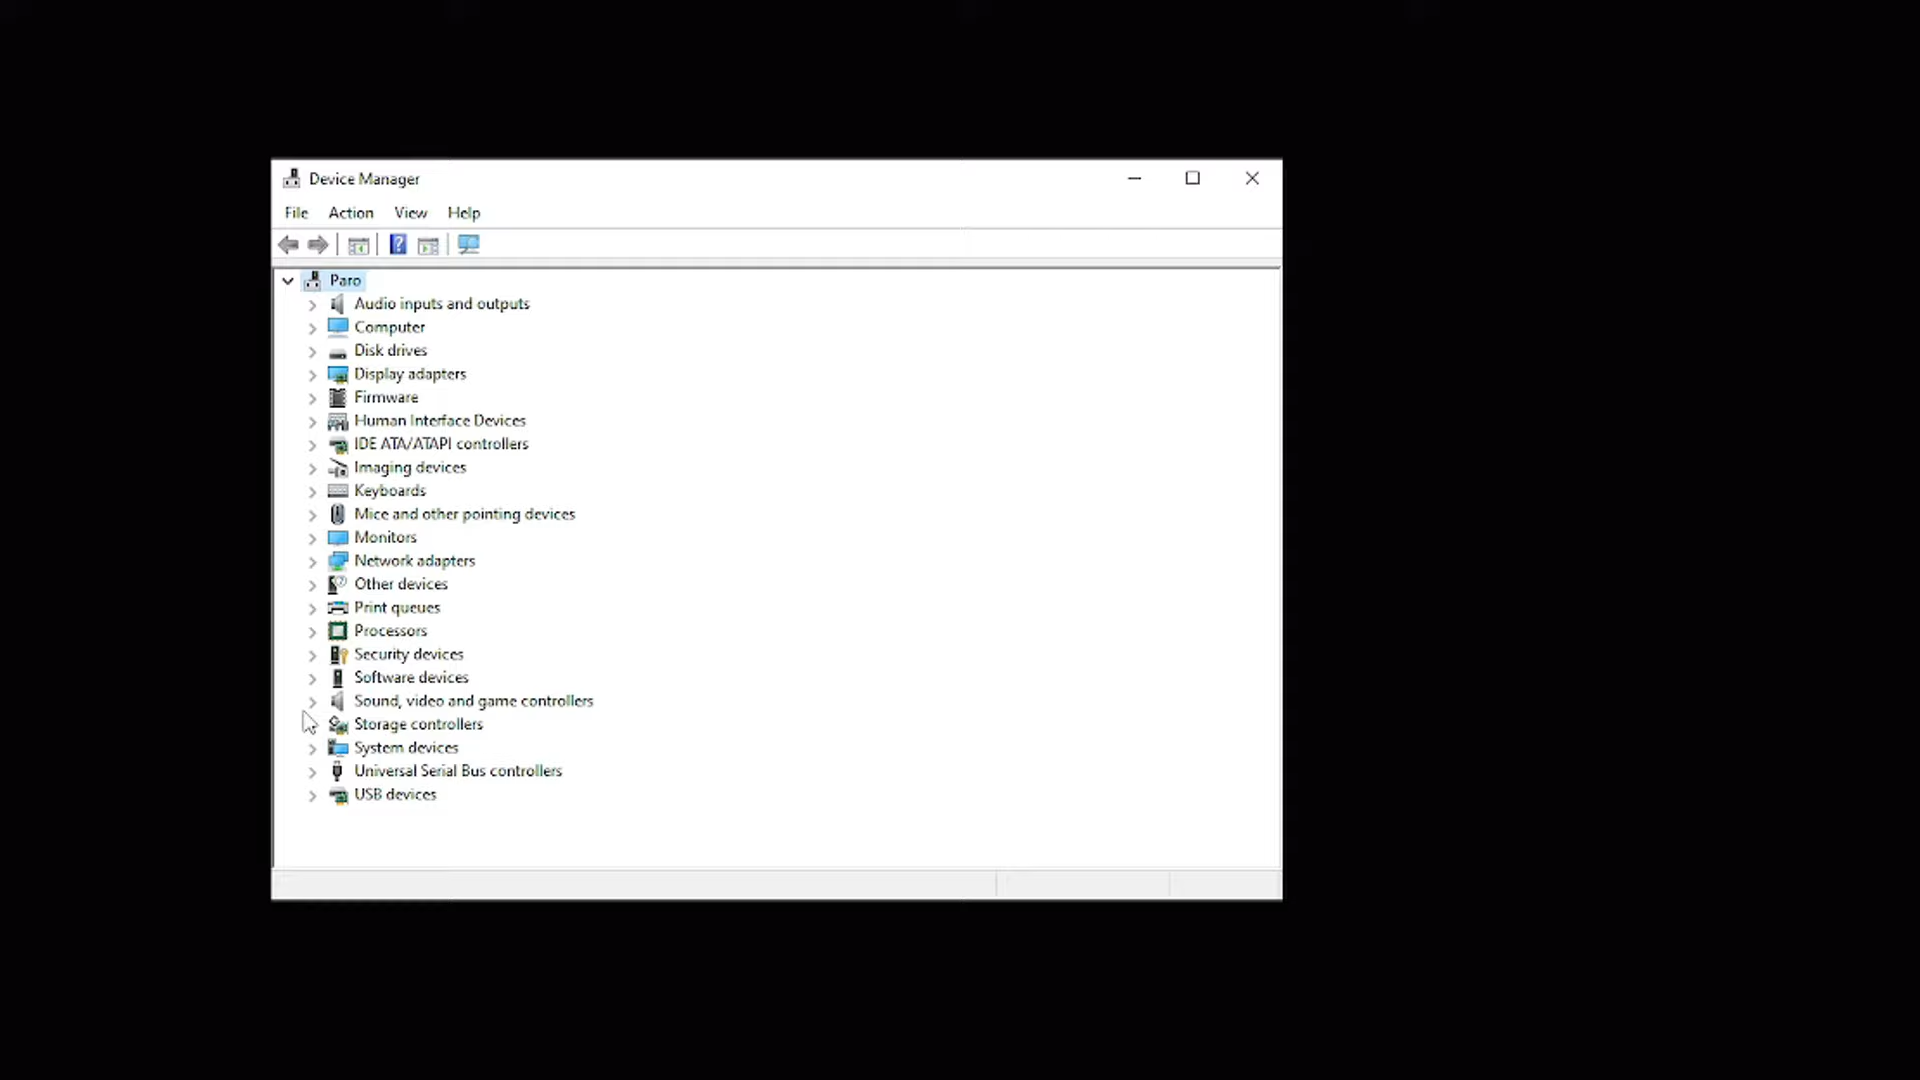 Device Manager
File Action View Help
Paro
Audio inputs and outputs
Computer
Disk drives
Display adapters
Firmware
Human Interface Devices
IDE ATA/ATAPI controllers
Imaging devices
Keyboards
Mice and other pointing devices
Monitors
Network adapters
Other devices
Print queues
Processors
Security devices
Software devices
Sound, video and game controllers
Storage controllers
System devices
Universal Serial Bus controllers
USB devices